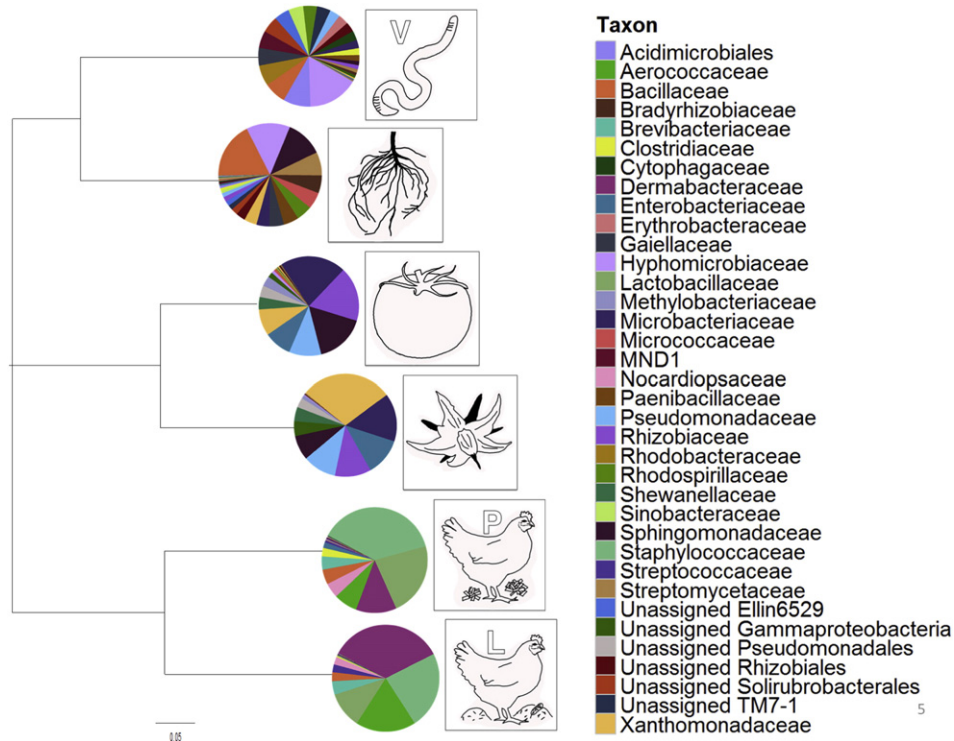 V
P
L
0.05
Taxon
Acidimicrobiales
Aerococcaceae
Bacillaceae
Bradyrhizobiaceae
Brevibacteriaceae
Clostridiaceae
Cytophagaceae
Dermabacteraceae
Enterobacteriaceae
Erythrobacteraceae
Gaiellaceae
Hyphomicrobiaceae
Lactobacillaceae
Methylobacteriaceae
Microbacteriaceae
Micrococcaceae
MND1
Nocardiopsaceae
Paenibacillaceae
Pseudomonadaceae
Rhizobiaceae
Rhodobacteraceae
Rhodospirillaceae
Shewanellaceae
Sinobacteraceae
Sphingomonadaceae
Staphylococcaceae
Streptococcaceae
Streptomycetaceae
Unassigned Ellin6529
Unassigned Gammaproteobacteria
Unassigned Pseudomonadales
Unassigned Rhizobiales
Unassigned Solirubrobacterales
Unassigned TM7-1
Xanthomonadaceae
5